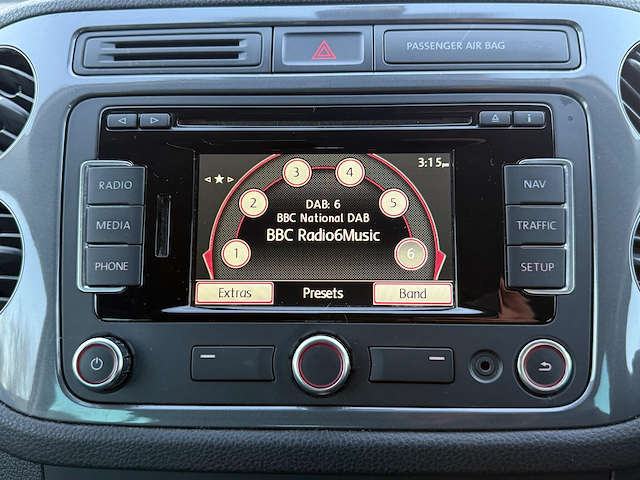 PASSENGER AIR BAG
i
3:15pm
3 4
DAB: 6
2 5
BBC National DAB
BBC Radio6Music
1 6
Extras Presets Band
RADIO
MEDIA
PHONE
NAV
TRAFFIC
SETUP